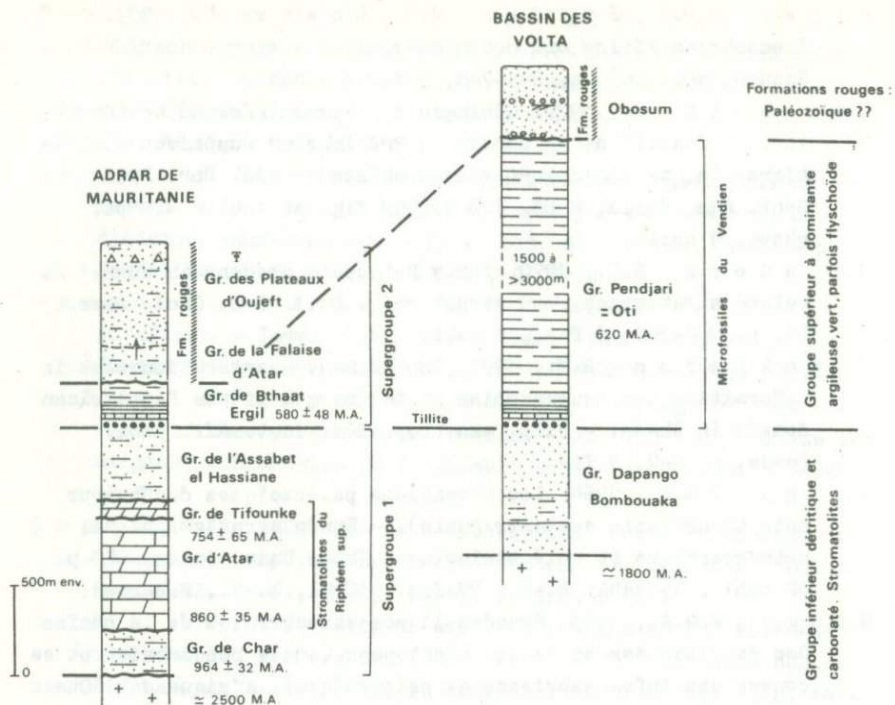 BASSIN DES
VOLTA
Fm. rouges
Obosum
Formations rouges :
Paléozoïque ??
ADRAR DE
MAURITANIE
Fm. rouges
Gr. des Plateaux
d'Oujeft
Gr. de la Falaise
d'Atar
Gr. de Bthaat
Ergil 580 ± 48 M.A.
Tillite
Gr. de l'Assabet
el Hassiane
Gr. de Tifounke
754 ± 65 M.A.
Gr. d'Atar
860 ± 35 M.A.
Gr. de Char
964 ± 32 M.A.
≃ 2500 M.A.
500m env.
0
Stromatolites du
Riphéen sup.
Supergroupe 2
Supergroupe 1
1500 à
>3000m
Gr. Pendjari
= Oti
620 M.A.
Gr. Dapango
Bombouaka
≃ 1800 M.A.
Microfossiles du Vendien
Groupe supérieur à dominante
argileuse, vert, parfois flyschoïde
Groupe inférieur détritique et
carbonaté. Stromatolites